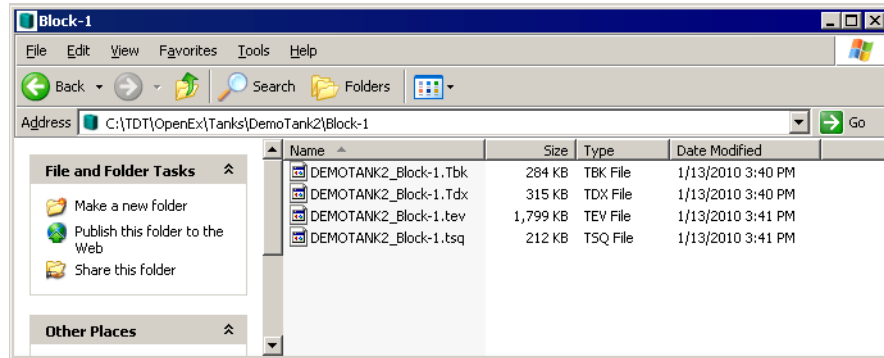 Block-1
File Edit View Favorites Tools Help
Back Search Folders
Address C:\TDT\OpenEx\Tanks\DemoTank2\Block-1 Go
File and Folder Tasks
Make a new folder
Publish this folder to the
Web
Share this folder
Other Places
Name Size Type Date Modified
DEMOTANK2_Block-1.Tbk 284 KB TBK File 1/13/2010 3:40 PM
DEMOTANK2_Block-1.Tdx 315 KB TDX File 1/13/2010 3:40 PM
DEMOTANK2_Block-1.tev 1,799 KB TEV File 1/13/2010 3:41 PM
DEMOTANK2_Block-1.tsq 212 KB TSQ File 1/13/2010 3:41 PM